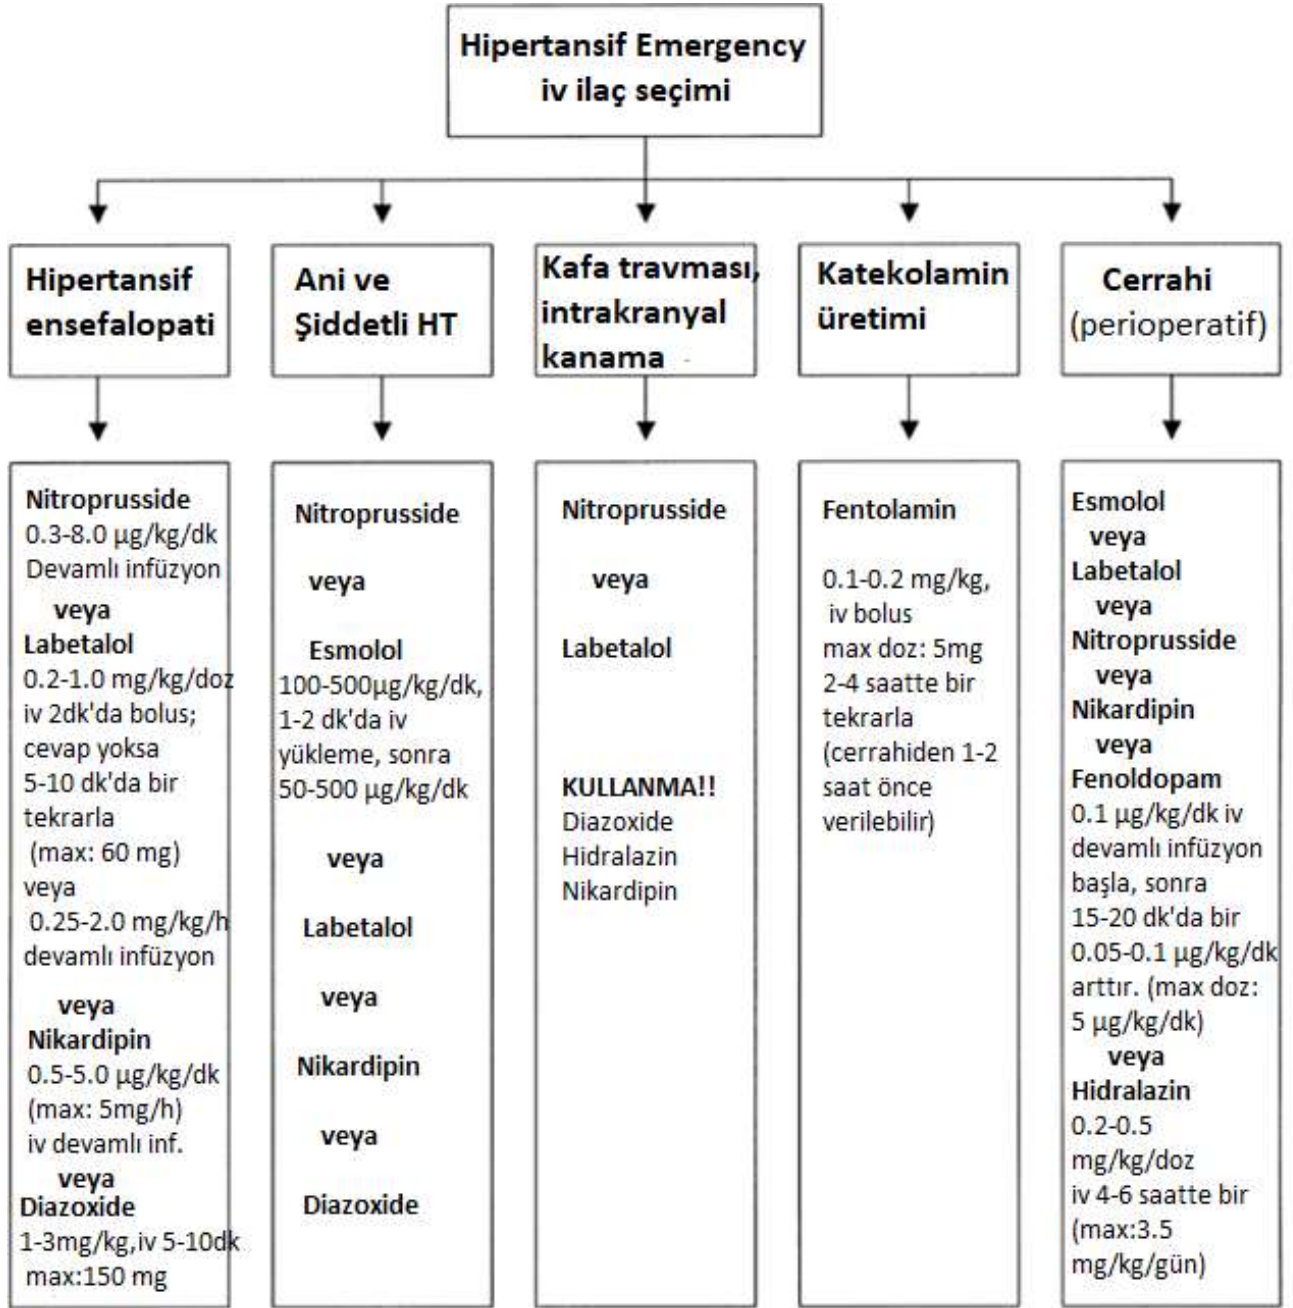 Hipertansif Emergency
iv ilaç seçimi
Hipertansif
ensefalopati
Nitroprusside
0.3-8.0 µg/kg/dk
Devamlı infüzyon
veya
Labetalol
0.2-1.0 mg/kg/doz
iv 2dk'da bolus;
cevap yoksa
5-10 dk'da bir
tekrarla
(max: 60 mg)
veya
0.25-2.0 mg/kg/h
devamlı infüzyon
veya
Nikardipin
0.5-5.0 µg/kg/dk
(max: 5mg/h)
iv devamlı inf.
veya
Diazoxide
1-3mg/kg,iv 5-10dk
max:150 mg
Ani ve
Şiddetli HT
Nitroprusside
veya
Esmolol
100-500µg/kg/dk,
1-2 dk'da iv
yükleme, sonra
50-500 µg/kg/dk
veya
Labetalol
veya
Nikardipin
veya
Diazoxide
Kafa travması,
intrakranyal
kanama
Nitroprusside
veya
Labetalol
KULLANMA!!
Diazoxide
Hidralazin
Nikardipin
Katekolamin
üretimi
Fentolamin
0.1-0.2 mg/kg,
iv bolus
max doz: 5mg
2-4 saatte bir
tekrarla
(cerrahiden 1-2
saat önce
verilebilir)
Cerrahi
(perioperatif)
Esmolol
veya
Labetalol
veya
Nitroprusside
veya
Nikardipin
veya
Fenoldopam
0.1 µg/kg/dk iv
devamlı infüzyon
başla, sonra
15-20 dk'da bir
0.05-0.1 µg/kg/dk
arttır. (max doz:
5 µg/kg/dk)
veya
Hidralazin
0.2-0.5
mg/kg/doz
iv 4-6 saatte bir
(max:3.5
mg/kg/gün)